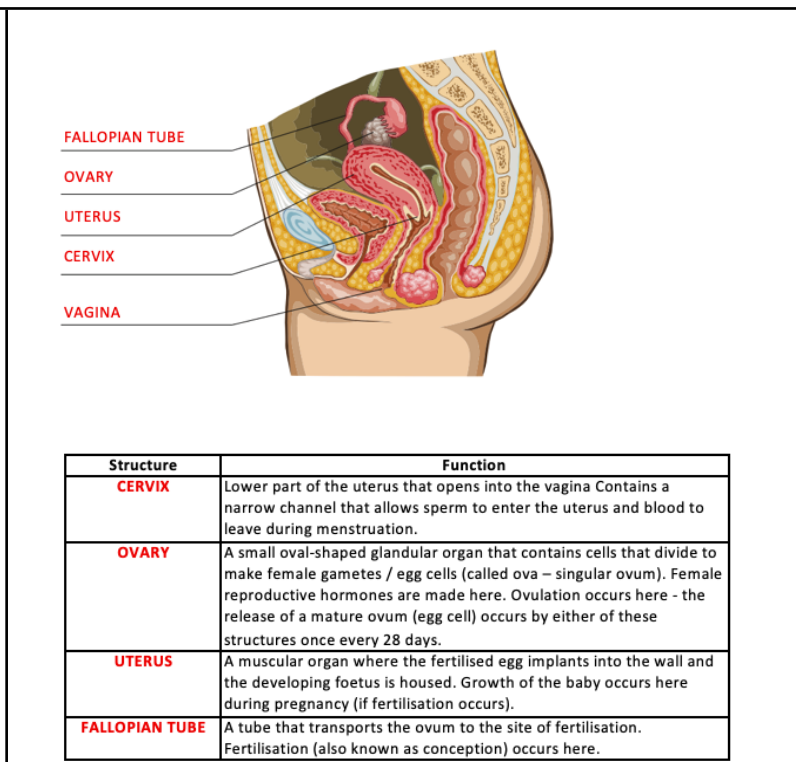 FALLOPIAN TUBE
OVARY
UTERUS
CERVIX
VAGINA
Structure Function
CERVIX Lower part of the uterus that opens into the vagina Contains a
narrow channel that allows sperm to enter the uterus and blood to
leave during menstruation.
OVARY A small oval-shaped glandular organ that contains cells that divide to
make female gametes / egg cells (called ova – singular ovum). Female
reproductive hormones are made here. Ovulation occurs here - the
release of a mature ovum (egg cell) occurs by either of these
structures once every 28 days.
UTERUS A muscular organ where the fertilised egg implants into the wall and
the developing foetus is housed. Growth of the baby occurs here
during pregnancy (if fertilisation occurs).
FALLOPIAN TUBE A tube that transports the ovum to the site of fertilisation.
Fertilisation (also known as conception) occurs here.